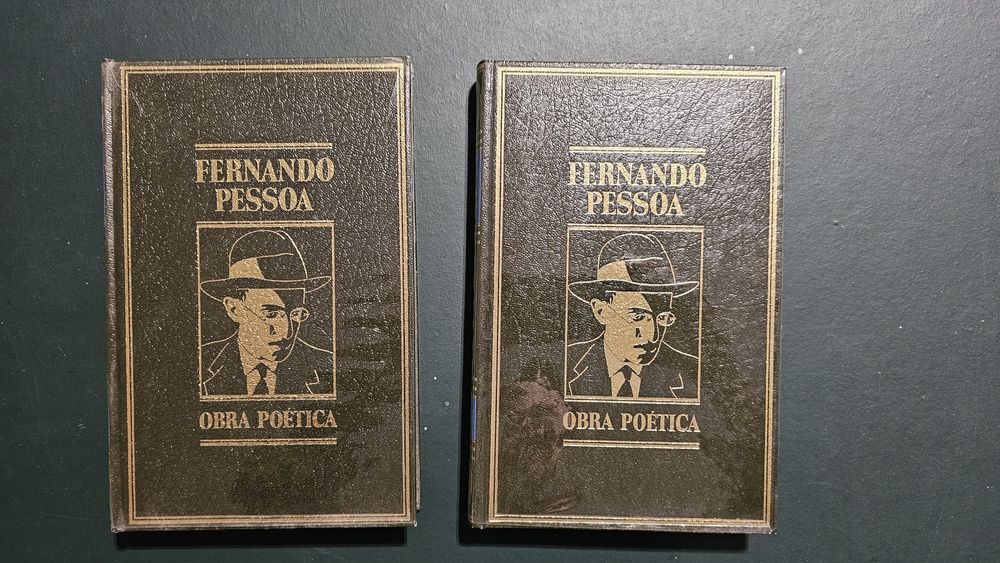 FERNANDO
PESSOA
OBRA POÉTICA
FERNANDO
PESSOA
OBRA POÉTICA